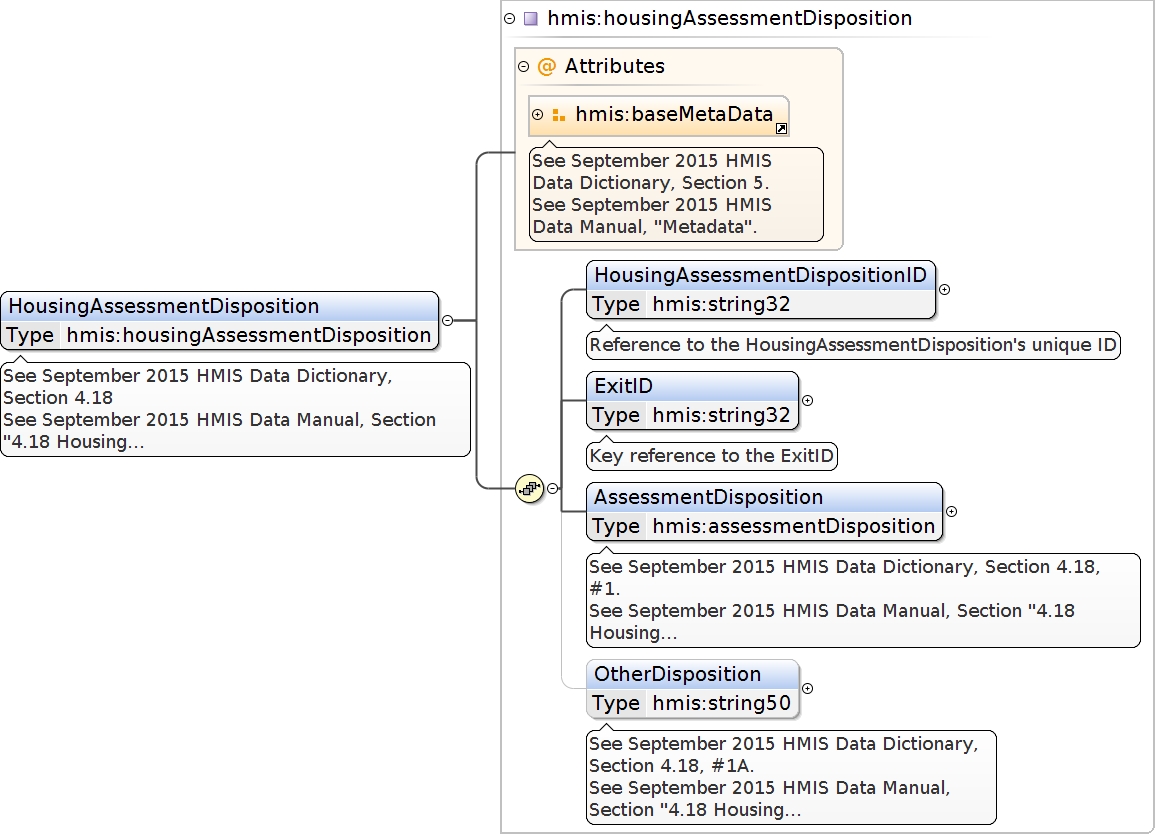 hmis:housingAssessmentDisposition
@ Attributes
hmis:baseMetaData
See September 2015 HMIS
Data Dictionary, Section 5.
See September 2015 HMIS
Data Manual, "Metadata".
HousingAssessmentDisposition
Type hmis:housingAssessmentDisposition
See September 2015 HMIS Data Dictionary,
Section 4.18
See September 2015 HMIS Data Manual, Section
"4.18 Housing...
HousingAssessmentDispositionID
Type hmis:string32
Reference to the HousingAssessmentDisposition's unique ID
ExitID
Type hmis:string32
Key reference to the ExitID
AssessmentDisposition
Type hmis:assessmentDisposition
See September 2015 HMIS Data Dictionary, Section 4.18,
#1.
See September 2015 HMIS Data Manual, Section "4.18
Housing...
OtherDisposition
Type hmis:string50
See September 2015 HMIS Data Dictionary,
Section 4.18, #1A.
See September 2015 HMIS Data Manual,
Section "4.18 Housing...